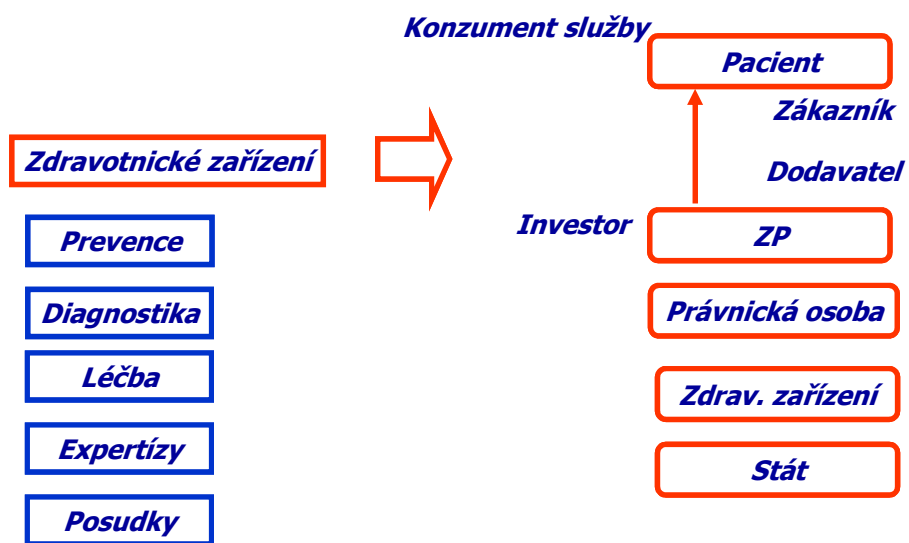 Konzument služby
Pacient
Zákazník
Zdravotnické zařízení
Dodavatel
Prevence
Investor
ZP
Diagnostika
Právnická osoba
Léčba
Zdrav. zařízení
Expertízy
Stát
Posudky